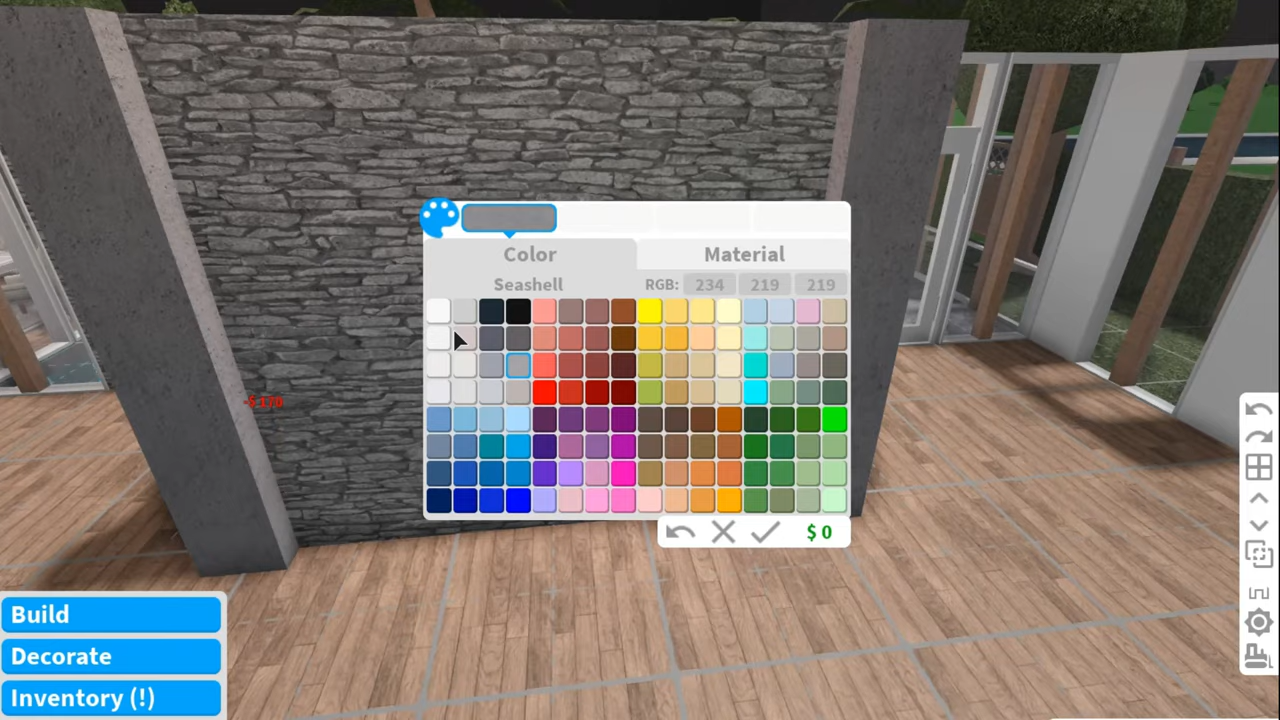 Color
Material
Seashell
RGB: 234 219 219
-$ 170
$ 0
Build
Decorate
Inventory (!)